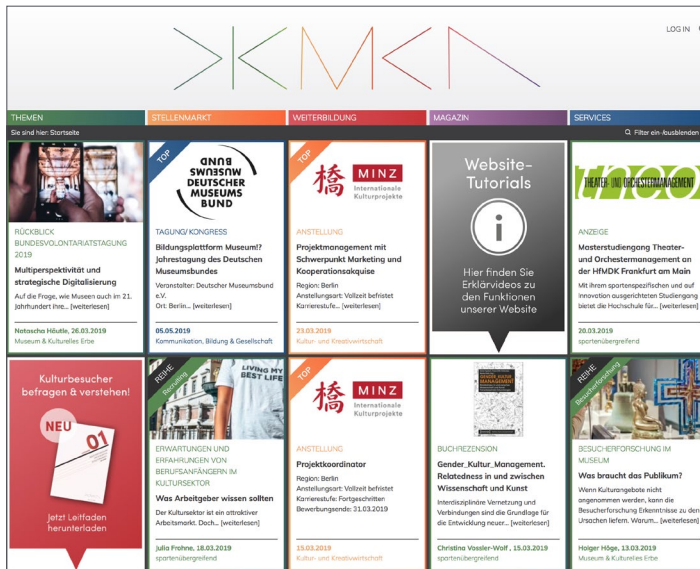 LOG IN
THEMEN
STELLENMARKT
WEITERBILDUNG
MAGAZIN
SERVICES
Sie sind hier: Startseite
Filter ein-/ausblenden
RÜCKBLICK
BUNDESVOLONTARIATSTAGUNG
2019
Multiperspektivität und
strategische Digitalisierung
Auf die Frage, wie Museen auch im 21.
Jahrhundert ihre... [weiterlesen]
Natascha Häutle, 26.03.2019
Museum & Kulturelles Erbe
TOP
BUND
MUSEUMS
DEUTSCHER
MUSEUMS
BUND
TAGUNG/ KONGRESS
Bildungsplattform Museum!?
Jahrestagung des Deutschen
Museumsbundes
Veranstalter: Deutscher Museumsbund
e.V.
Ort: Berlin... [weiterlesen]
05.05.2019
Kommunikation, Bildung & Gesellschaft
TOP
橋 MINZ
Internationale
Kulturprojekte
ANSTELLUNG
Projektmanagement mit
Schwerpunkt Marketing und
Kooperationsakquise
Region: Berlin
Anstellungsart: Vollzeit befristet
Karrierestufe... [weiterlesen]
23.03.2019
Kultur- und Kreativwirtschaft
Website-
Tutorials
i
Hier finden Sie
Erklärvideos zu
den Funktionen
unserer Website
theo
THEATER- UND ORCHESTERMANAGEMENT
ANZEIGE
Masterstudiengang Theater-
und Orchestermanagement an
der HfMDK Frankfurt am Main
Mit ihrem spartenspezifischen und auf
Innovation ausgerichteten Studiengang
bietet die Hochschule für... [weiterlesen]
20.03.2019
spartenübergreifend
Kulturbesucher
befragen & verstehen!
NEU
01
Jetzt Leitfaden
herunterladen
REIHE
Recruiting
LIVING MY
BEST LIFE
ERWARTUNGEN UND
ERFAHRUNGEN VON
BERUFSANFÄNGERN IM
KULTURSEKTOR
Was Arbeitgeber wissen sollten
Der Kultursektor ist ein attraktiver
Arbeitsmarkt. Doch... [weiterlesen]
Julia Frohne, 18.03.2019
spartenübergreifend
TOP
橋 MINZ
Internationale
Kulturprojekte
ANSTELLUNG
Projektkoordinator
Region: Berlin
Anstellungsart: Vollzeit befristet
Karrierestufe: Fortgeschritten
Bewerbungsende: 31.03.2019
15.03.2019
Kultur- und Kreativwirtschaft
GENDER_KULTUR_
MANAGEMENT
BUCHREZENSION
Gender_Kultur_Management.
Relatedness in und zwischen
Wissenschaft und Kunst
Interdisziplinäre Vernetzung und
Verbindungen sind die Grundlage für
die Entwicklung neuer... [weiterlesen]
Christina Vossler-Wolf , 15.03.2019
spartenübergreifend
REIHE
Besucherforschung
BESUCHERFORSCHUNG IM
MUSEUM
Was braucht das Publikum?
Wenn Kulturangebote nicht
angenommen werden, kann die
Besucherforschung Erkenntnisse zu den
Ursachen liefern. Warum... [weiterlesen]
Holger Höge, 13.03.2019
Museum & Kulturelles Erbe